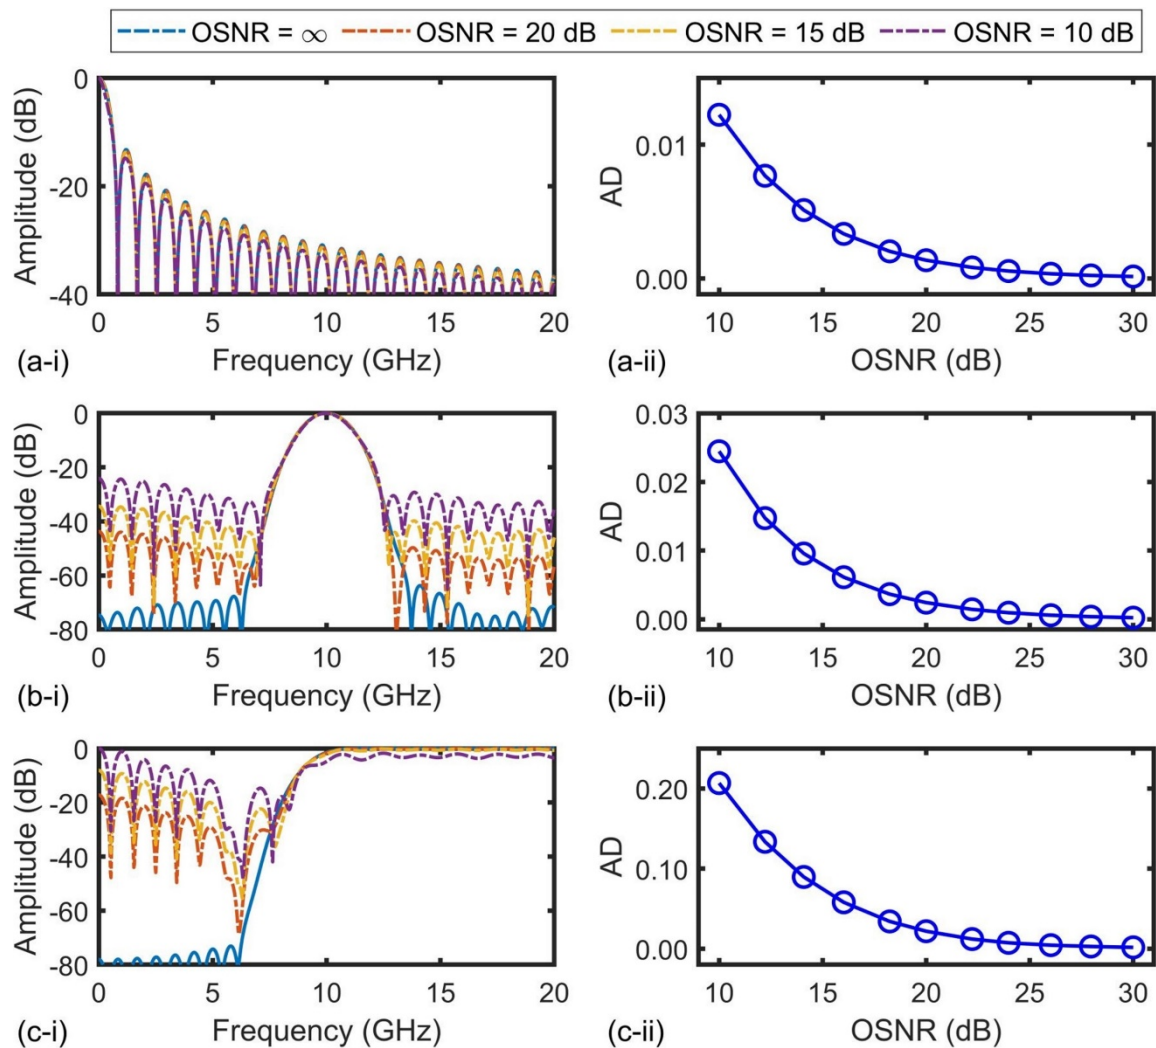 OSNR = ∞ OSNR = 20 dB OSNR = 15 dB OSNR = 10 dB
0
-20
-40
Amplitude (dB)
0 5 10 15 20
(a-i) Frequency (GHz)
0.01
0.00
AD
10 15 20 25 30
(a-ii) OSNR (dB)
0
-20
-40
-60
-80
Amplitude (dB)
0 5 10 15 20
(b-i) Frequency (GHz)
0.03
0.02
0.01
0.00
AD
10 15 20 25 30
(b-ii) OSNR (dB)
0
-20
-40
-60
-80
Amplitude (dB)
0 5 10 15 20
(c-i) Frequency (GHz)
0.20
0.10
0.00
AD
10 15 20 25 30
(c-ii) OSNR (dB)